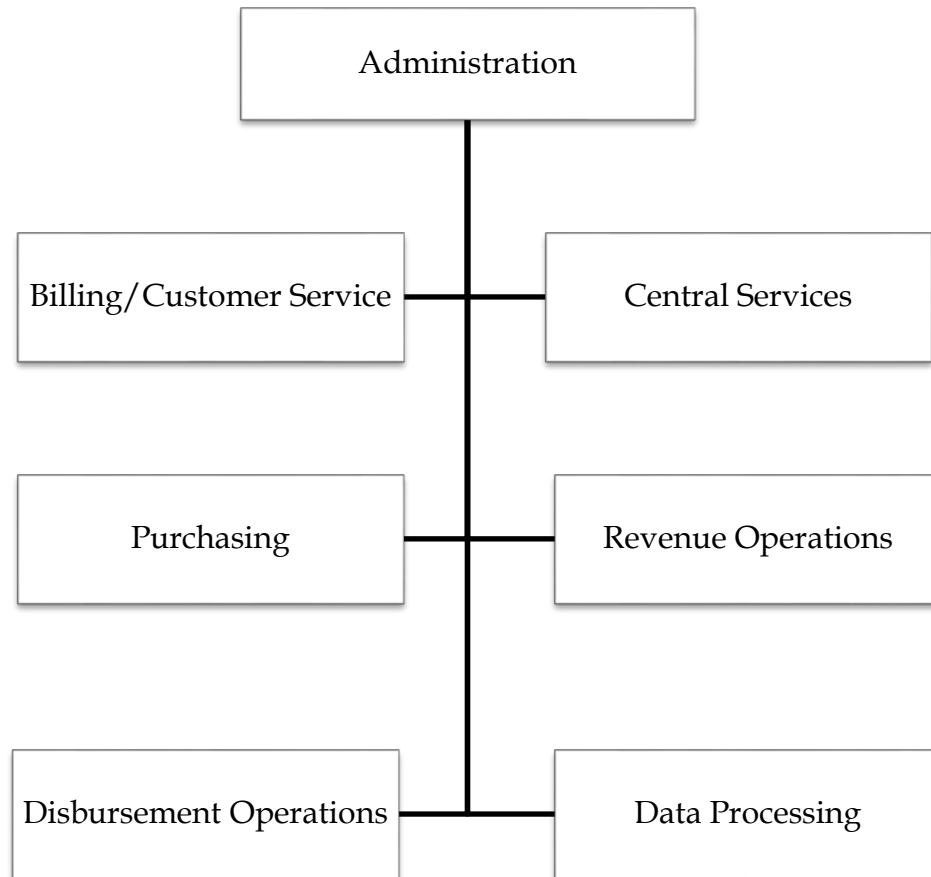 Administration
Billing/Customer Service
Central Services
Purchasing
Revenue Operations
Disbursement Operations
Data Processing